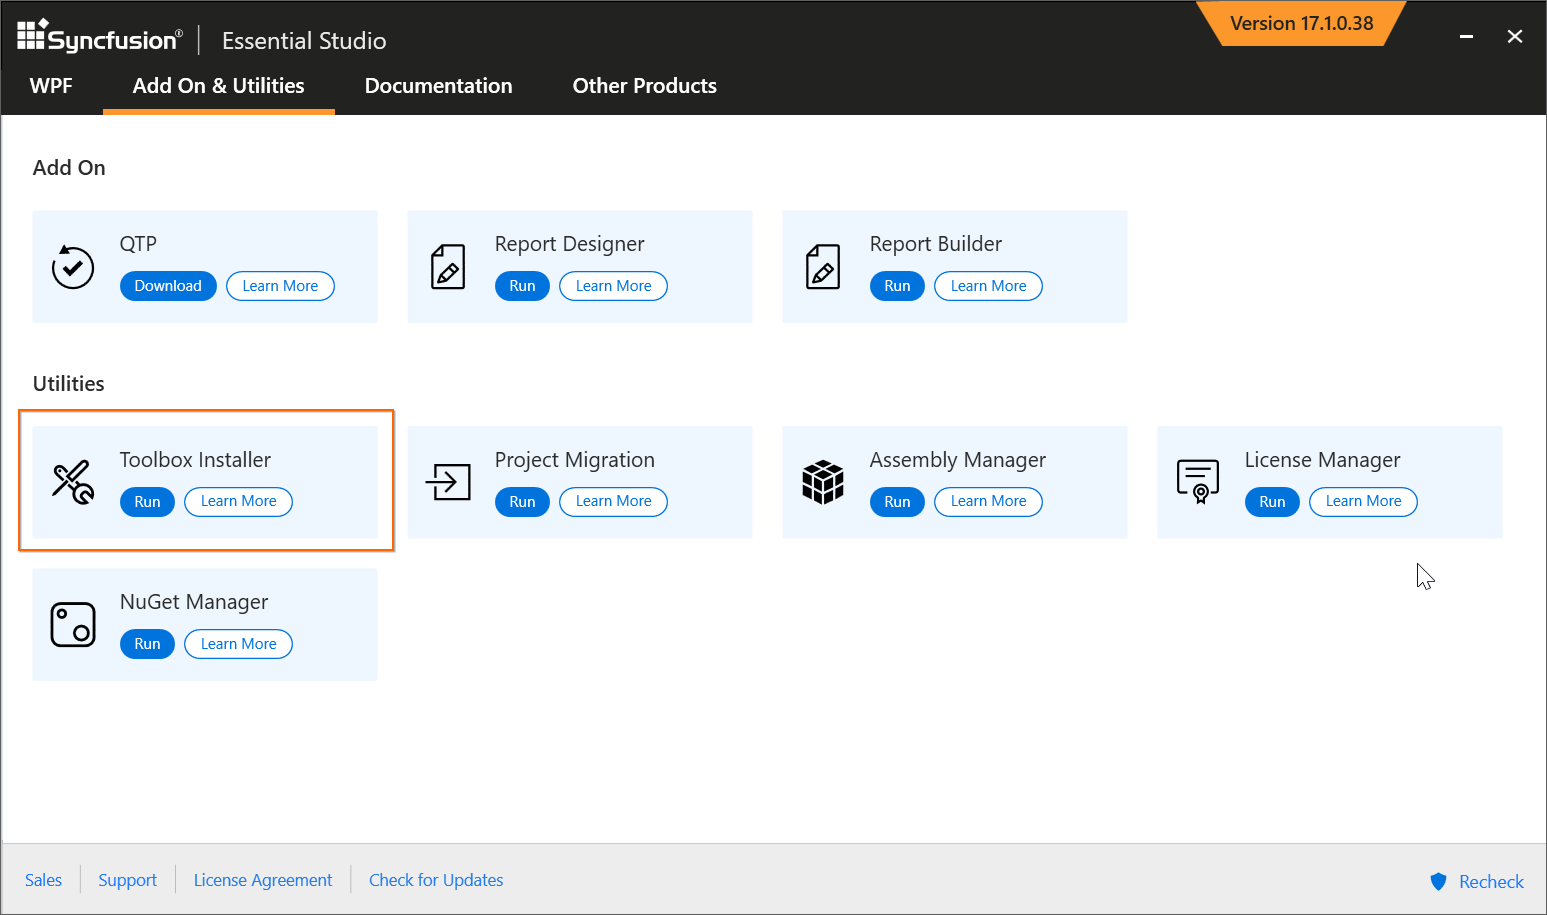 Syncfusion® | Essential Studio
Version 17.1.0.38
WPF Add On & Utilities Documentation Other Products
Add On
QTP
Download Learn More
Report Designer
Run Learn More
Report Builder
Run Learn More
Utilities
Toolbox Installer
Run Learn More
Project Migration
Run Learn More
Assembly Manager
Run Learn More
License Manager
Run Learn More
NuGet Manager
Run Learn More
Sales Support License Agreement Check for Updates
Recheck